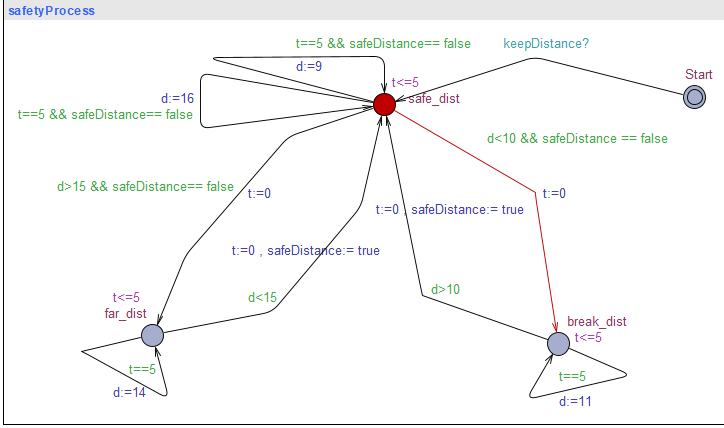 safetyProcess
t==5 && safeDistance== false
keepDistance?
d:=9
t<=5
Start
d:=16
safe_dist
t==5 && safeDistance== false
d<10 && safeDistance == false
d>15 && safeDistance== false
t:=0
t:=0
t:=0 , safeDistance:= true
t:=0 , safeDistance:= true
t<=5
d<15
d>10
far_dist
break_dist
t<=5
t==5
t==5
d:=14
d:=11